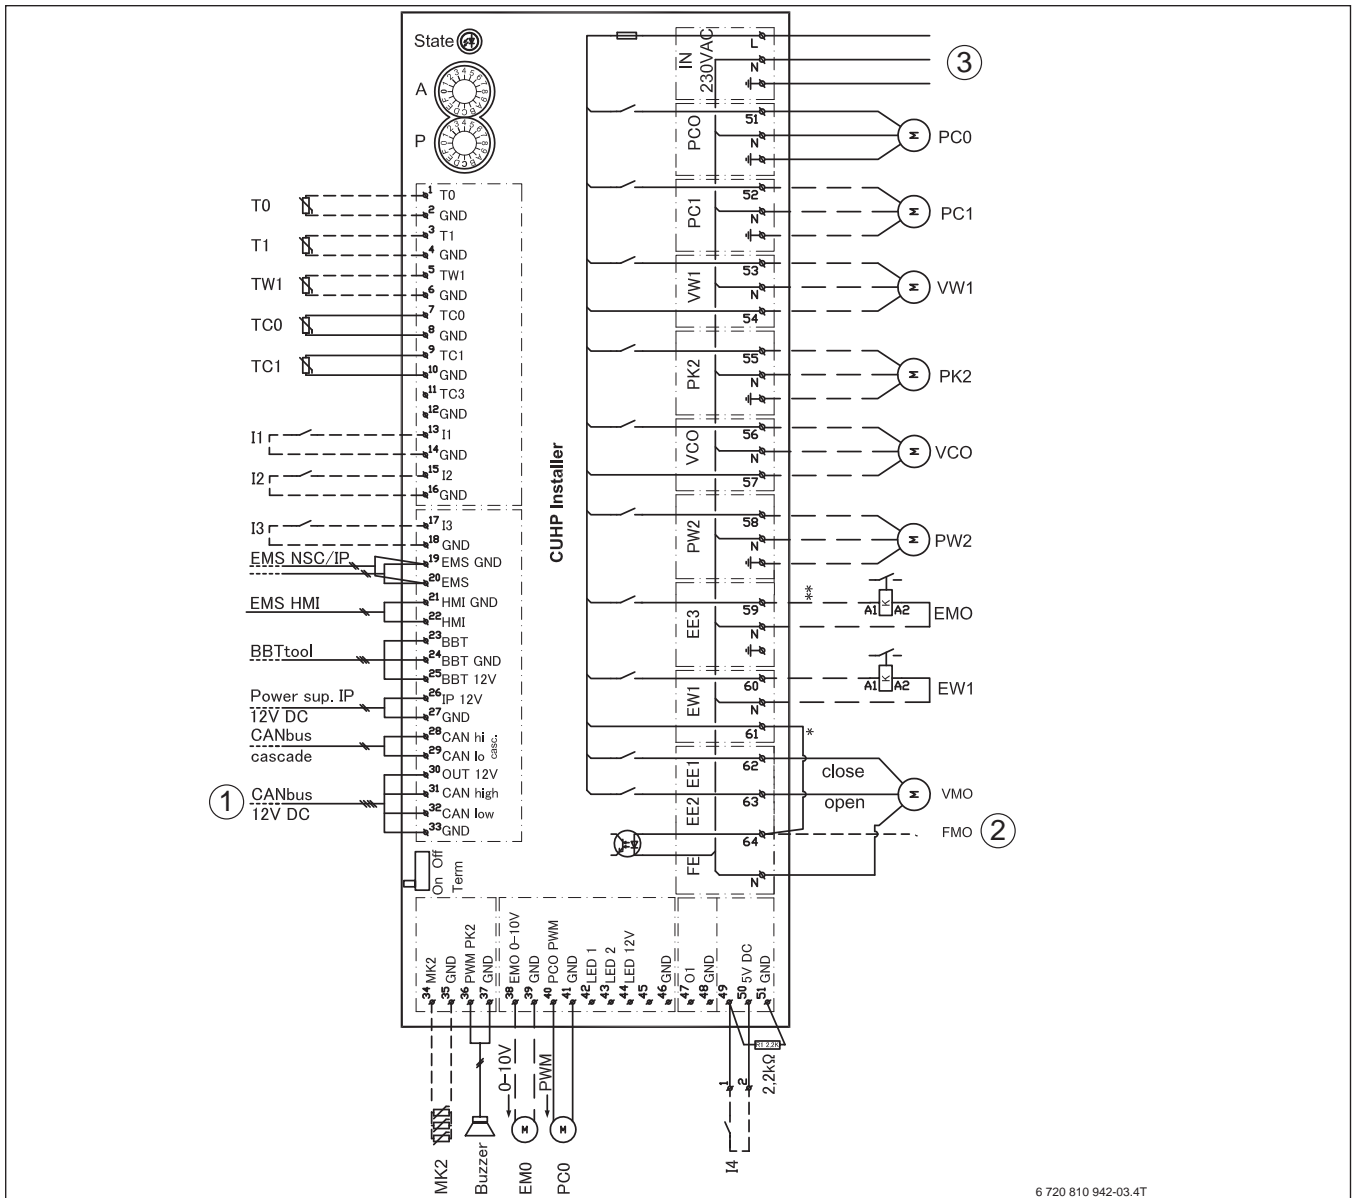 State
A
P
T0
1 T0
2 GND
T1
3 T1
4 GND
TW1
5 TW1
6 GND
TC0
7 TC0
8 GND
TC1
9 TC1
10 GND
11 TC3
12 GND
I1
13 I1
14 GND
I2
15 I2
16 GND
I3
17 I3
18 GND
EMS NSC/IP
19 EMS GND
20 EMS
EMS HMI
21 HMI GND
22 HMI
BBTtool
23 BBT
24 BBT GND
25 BBT 12V
Power sup. IP
12V DC
26 IP 12V
27 GND
CANbus
cascade
28 CAN hi casc.
29 CAN lo
1
CANbus
12V DC
30 OUT 12V
31 CAN high
32 CAN low
33 GND
On Off
Term
CUHP Installer
IN
230VAC
L
N
3
PCO
51
N
M
PC0
PC1
52
N
M
PC1
VW1
53
N
54
M
VW1
PK2
55
N
M
PK2
VCO
56
N
57
M
VCO
PW2
58
N
M
PW2
EE3
59
N
**
A1 K A2
EMO
EW1
60
N
61
A1 K A2
EW1
*
EE1
62
close
EE2
63
open
M
VMO
FE
64
FMO
2
N
34 MK2
35 GND
36 PWM PK2
37 GND
38 EMO 0-10V
39 GND
40 PCO PWM
41 GND
42 LED 1
43 LED 2
44 LED 12V
45
46 GND
47 O1
48 GND
49
50 5V DC
51 GND
R1 2.2K
2,2kΩ
1
2
0-10V
PWM
M
M
MK2
Buzzer
EM0
PC0
I4
6 720 810 942-03.4T